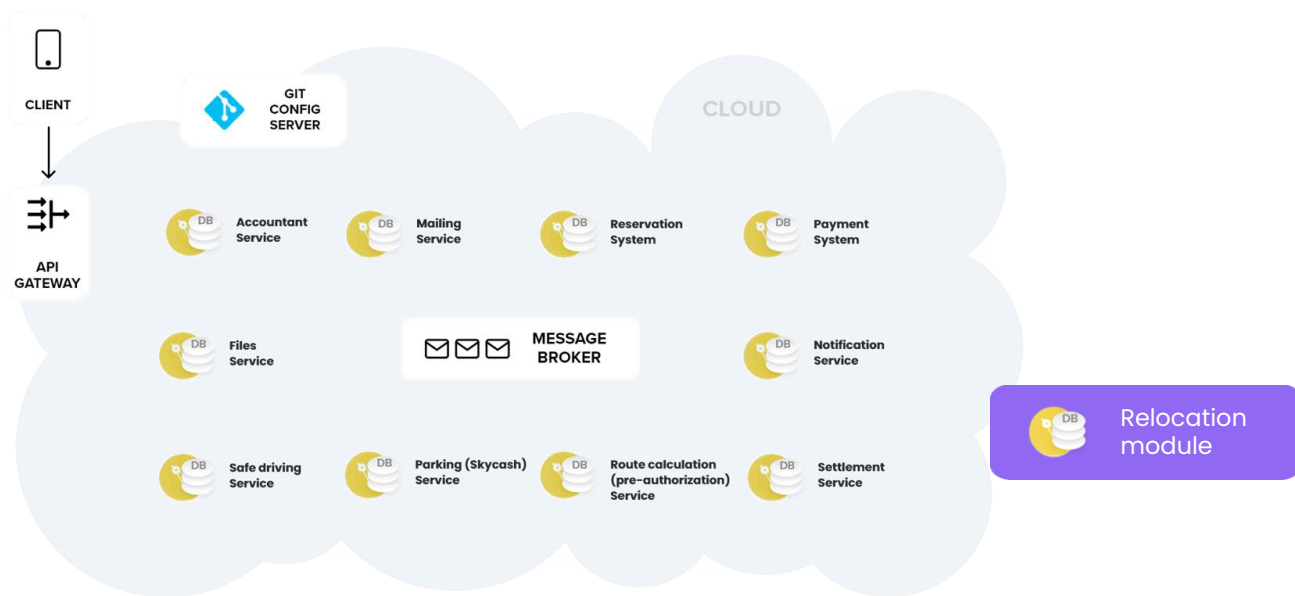 CLIENT
GIT
CONFIG
SERVER
CLOUD
API
GATEWAY
DB
Accountant
Service
DB
Mailing
Service
DB
Reservation
System
DB
Payment
System
DB
Files
Service
MESSAGE
BROKER
DB
Notification
Service
DB
Safe driving
Service
DB
Parking (Skycash)
Service
DB
Route calculation
(pre-authorization)
Service
DB
Settlement
Service
DB
Relocation
module